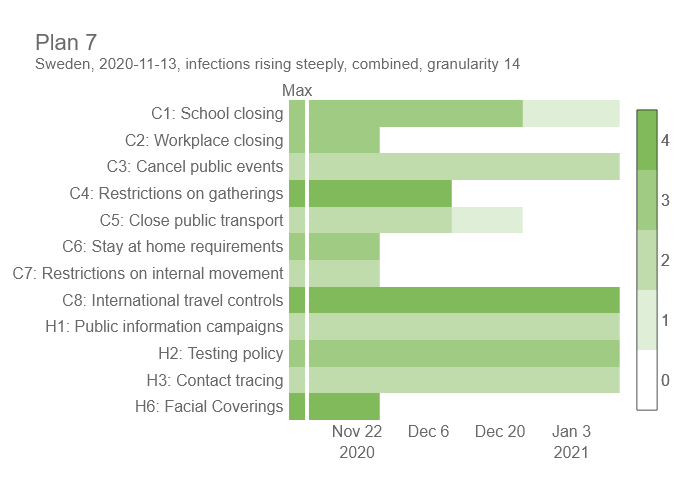 Plan 7
Sweden, 2020-11-13, infections rising steeply, combined, granularity 14
Max
C1: School closing
C2: Workplace closing
C3: Cancel public events
C4: Restrictions on gatherings
C5: Close public transport
C6: Stay at home requirements
C7: Restrictions on internal movement
C8: International travel controls
H1: Public information campaigns
H2: Testing policy
H3: Contact tracing
H6: Facial Coverings
4
3
2
1
0
Nov 22 Dec 6 Dec 20 Jan 3
2020 2021